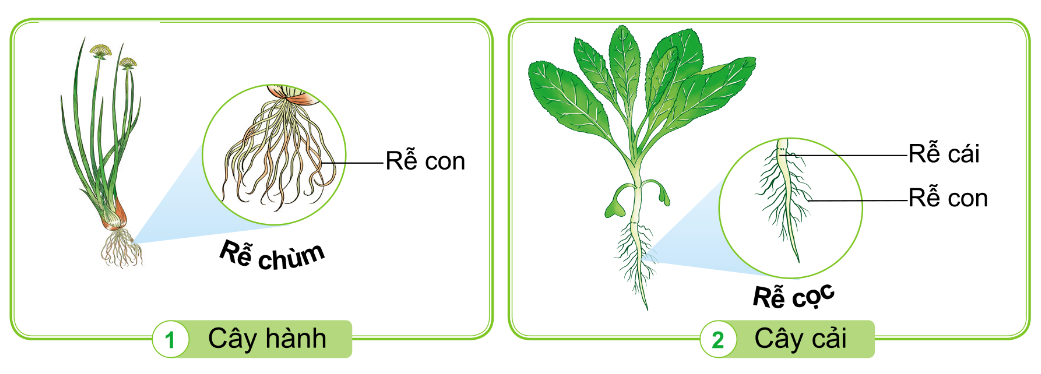 Rễ con
Rễ chùm
1 Cây hành
Rễ cái
Rễ con
Rễ cọc
2 Cây cải